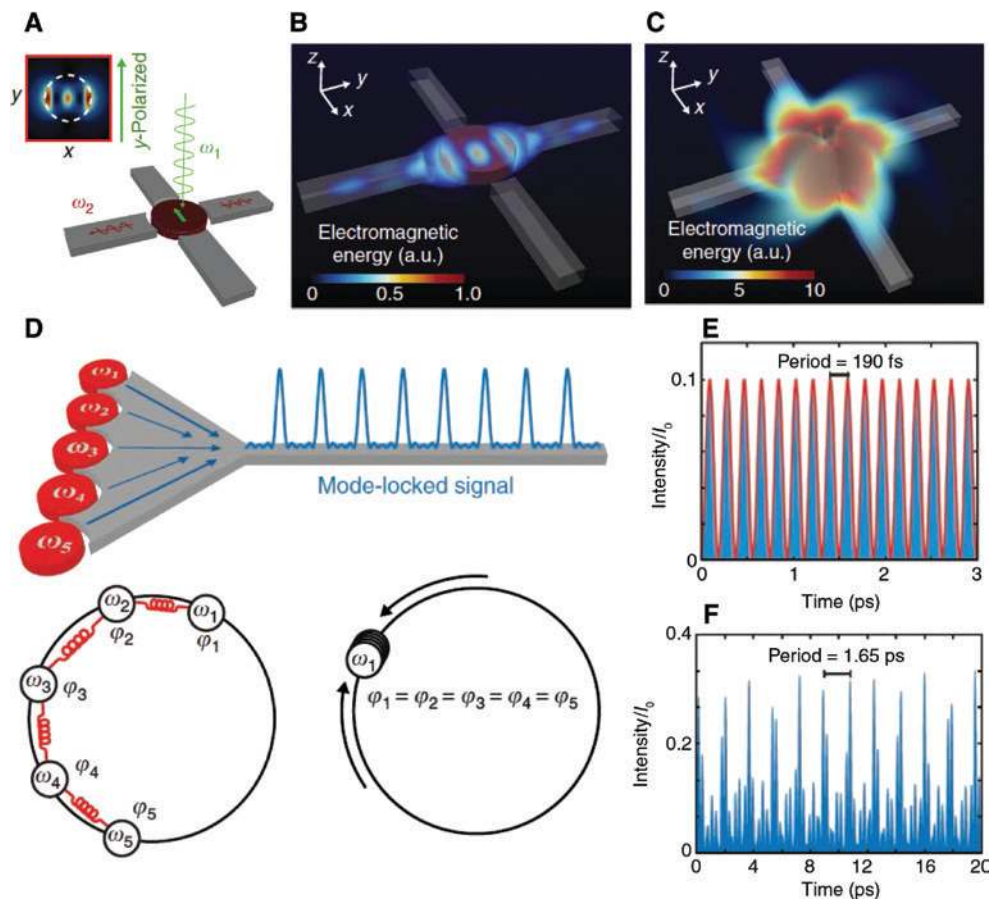 A
y
x
y-Polarized
ω1
ω2
B
z
y
x
Electromagnetic
energy (a.u.)
0 0.5 1.0
C
z
y
x
Electromagnetic
energy (a.u.)
0 5 10
D
ω1
ω2
ω3
ω4
ω5
Mode-locked signal
ω2
ω1
φ2
φ1
ω3
φ3
ω4
φ4
ω5
φ5
ω1
φ1 = φ2 = φ3 = φ4 = φ5
E
Period = 190 fs
0.1
Intensity/I0
0
0 1 2 3
Time (ps)
F
0.4
Period = 1.65 ps
0.2
Intensity/I0
0
0 4 8 12 16 20
Time (ps)